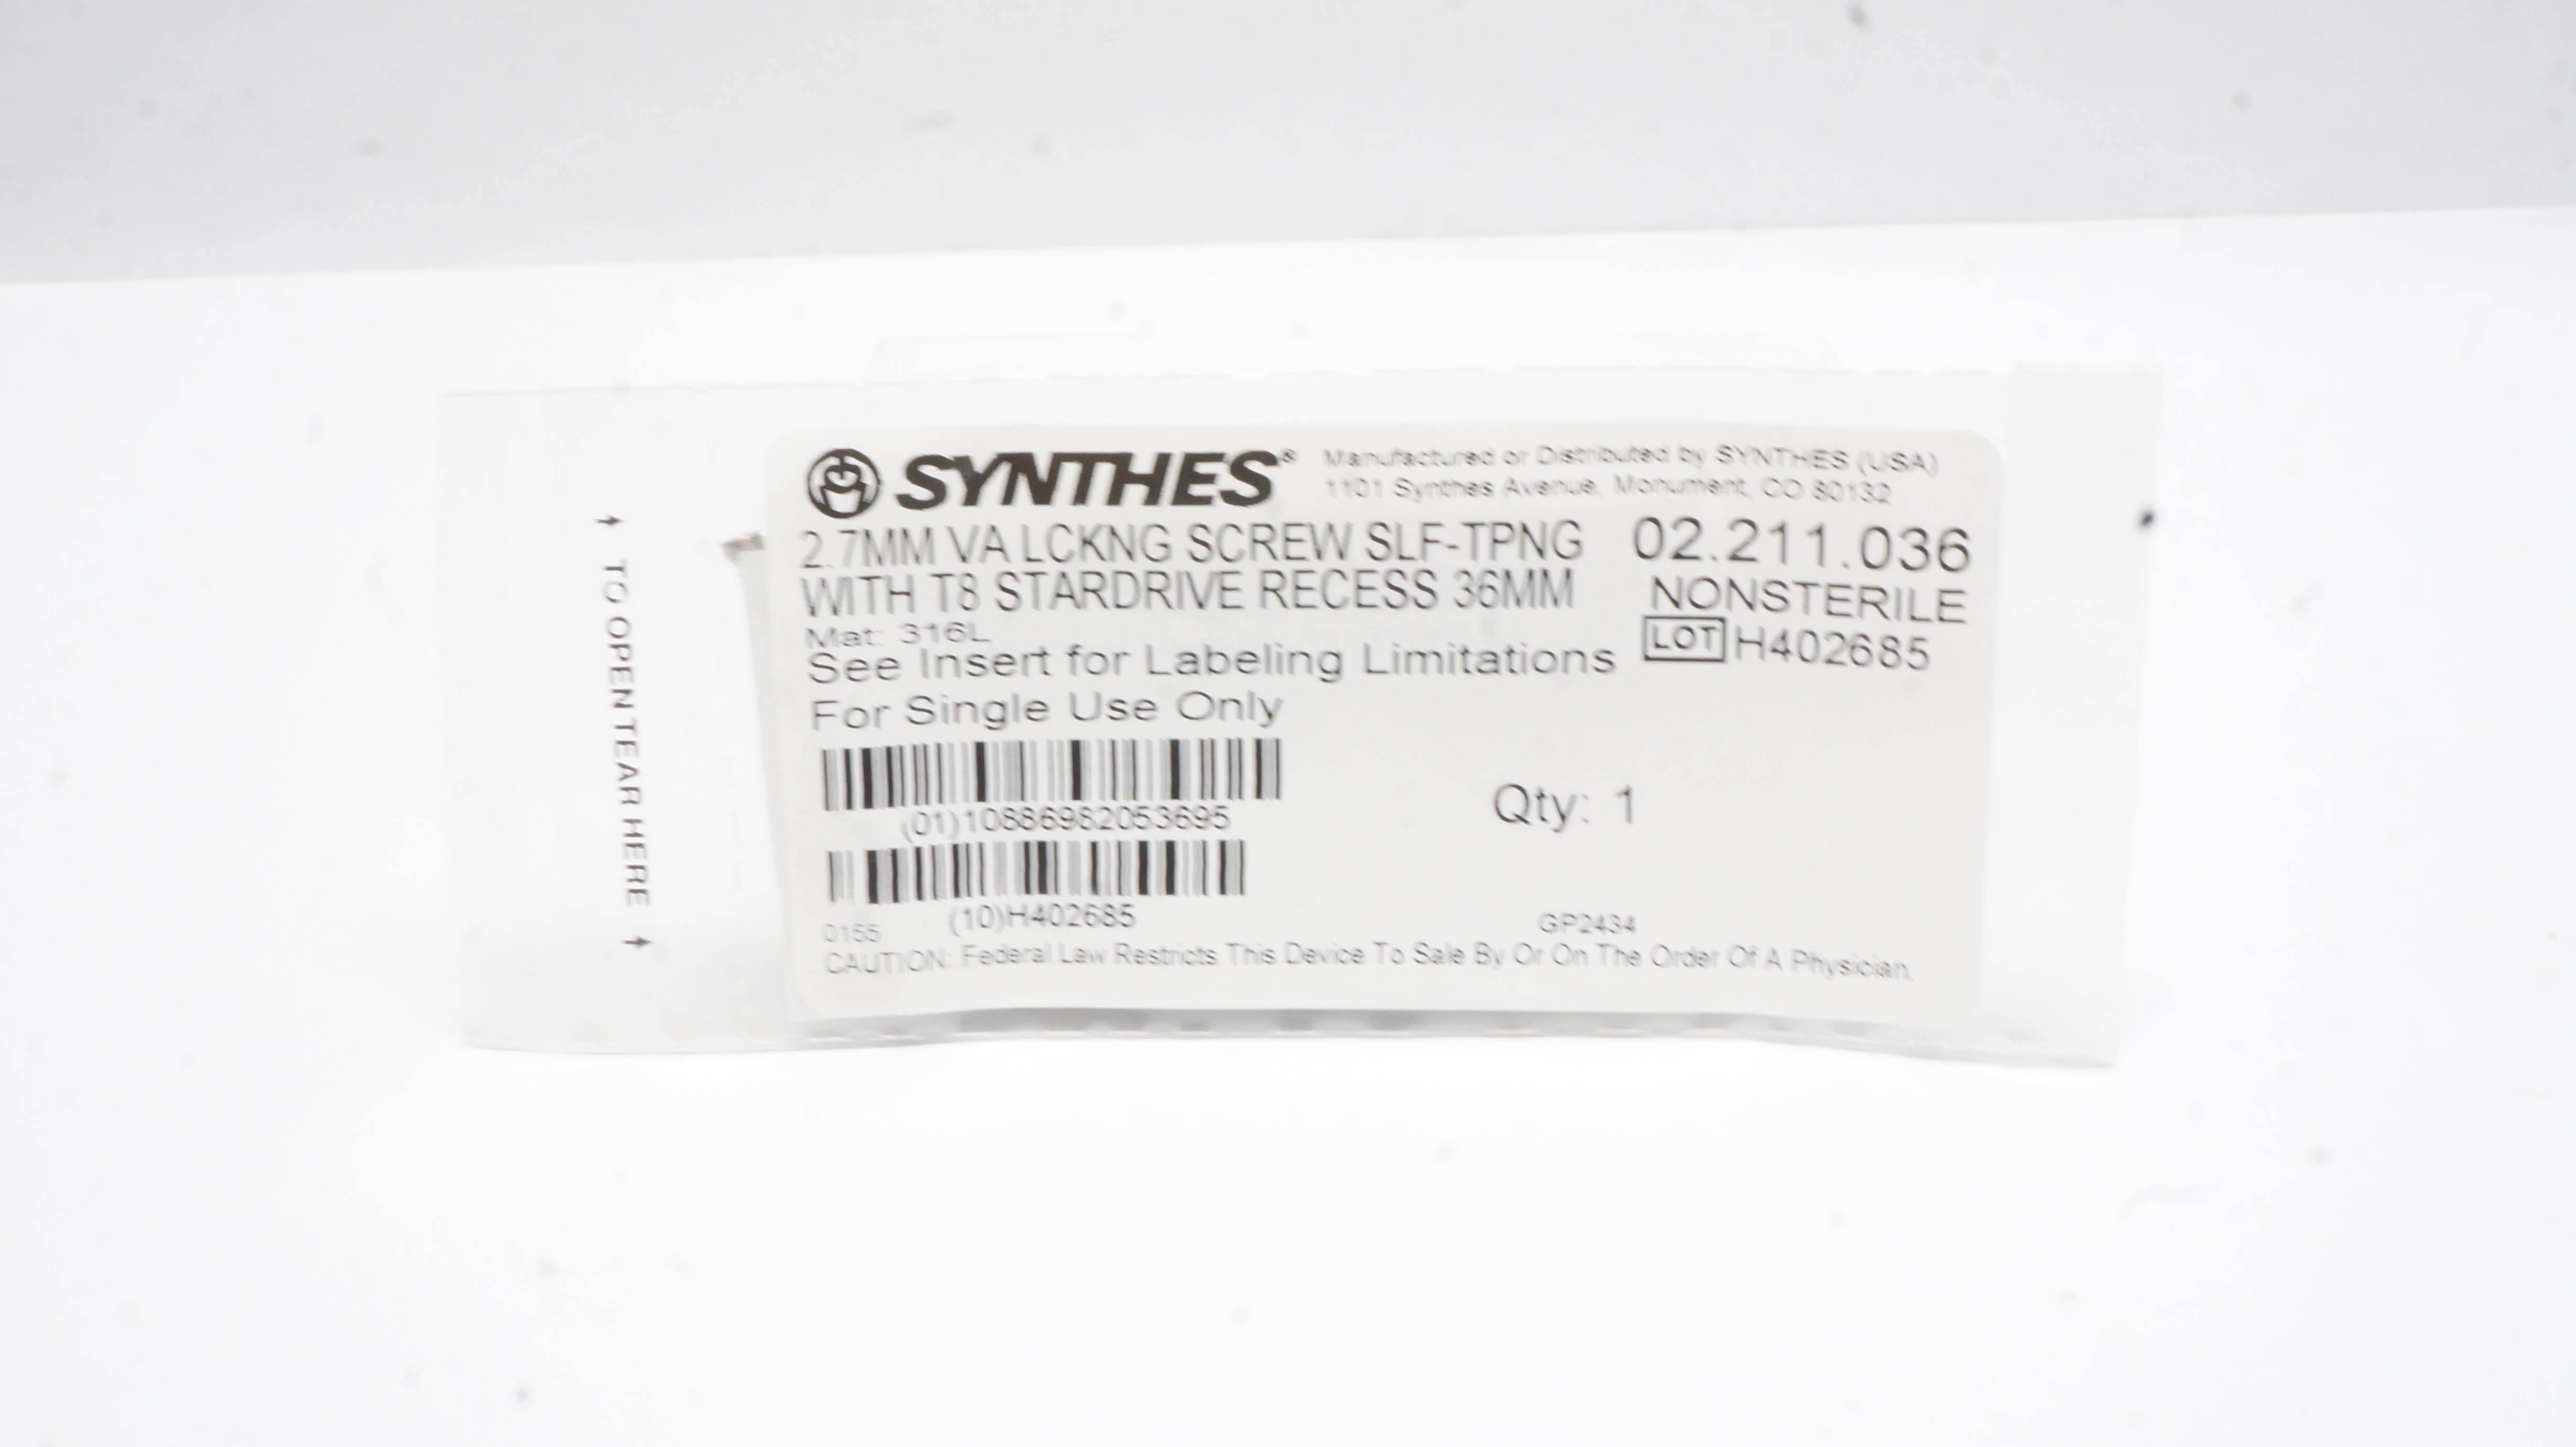 SYNTHES®
Manufactured or Distributed by SYNTHES (USA)
1101 Synthes Avenue, Monument, CO 80132
2.7MM VA LCKNG SCREW SLF-TPNG
WITH T8 STARDRIVE RECESS 36MM
02.211.036
NONSTERILE
LOT H402685
Mat: 316L
See Insert for Labeling Limitations
For Single Use Only
(01)10886982053695
Qty: 1
(10)H402685
0155
GP2434
CAUTION: Federal Law Restricts This Device To Sale By Or On The Order Of A Physician.
TO OPEN TEAR HERE